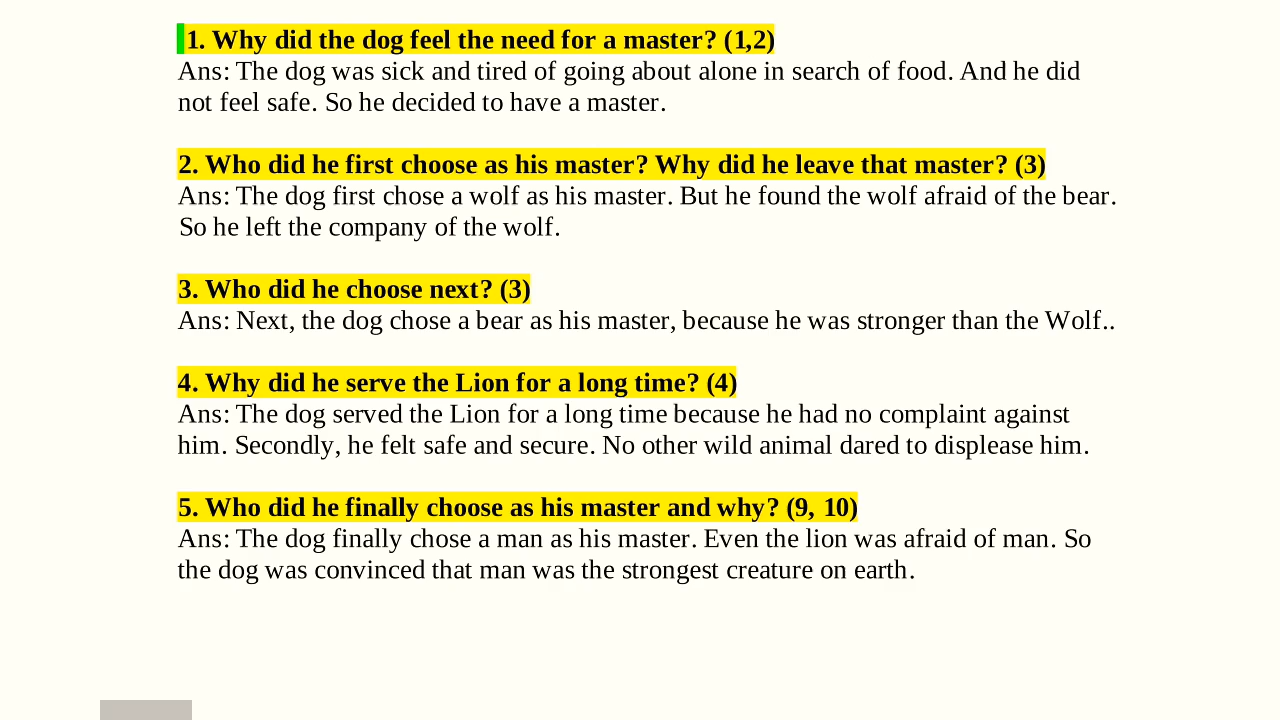 1. Why did the dog feel the need for a master? (1,2)
Ans: The dog was sick and tired of going about alone in search of food. And he did
not feel safe. So he decided to have a master.
2. Who did he first choose as his master? Why did he leave that master? (3)
Ans: The dog first chose a wolf as his master. But he found the wolf afraid of the bear.
So he left the company of the wolf.
3. Who did he choose next? (3)
Ans: Next, the dog chose a bear as his master, because he was stronger than the Wolf..
4. Why did he serve the Lion for a long time? (4)
Ans: The dog served the Lion for a long time because he had no complaint against
him. Secondly, he felt safe and secure. No other wild animal dared to displease him.
5. Who did he finally choose as his master and why? (9, 10)
Ans: The dog finally chose a man as his master. Even the lion was afraid of man. So
the dog was convinced that man was the strongest creature on earth.